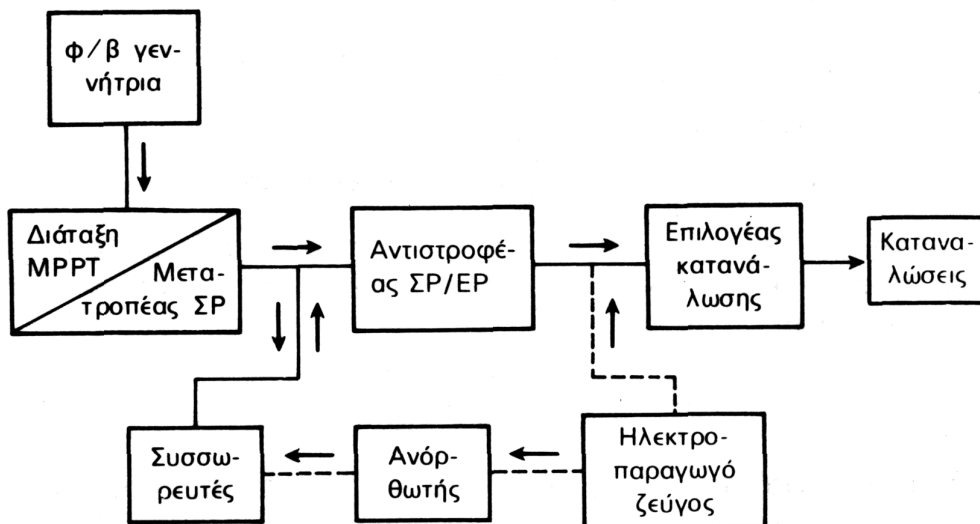 φ/β γεν-
νήτρια
Διάταξη
MPPT
Μετα-
τροπέας ΣΡ
Αντιστροφέ-
ας ΣΡ/ΕΡ
Επιλογέας
κατανά-
λωσης
Κατανα-
λώσεις
Συσσω-
ρευτές
Ανόρ-
θωτής
Ηλεκτρο-
παραγωγό
ζεύγος